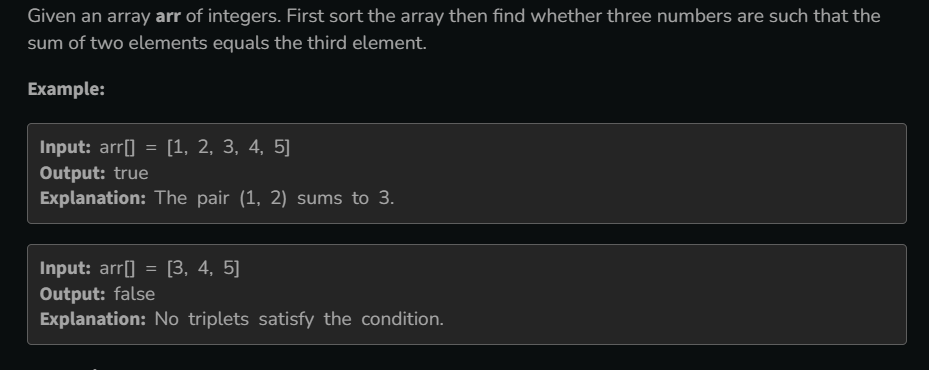 Given an array arr of integers. First sort the array then find whether three numbers are such that the
sum of two elements equals the third element.
Example:
Input: arr[] = [1, 2, 3, 4, 5]
Output: true
Explanation: The pair (1, 2) sums to 3.
Input: arr[] = [3, 4, 5]
Output: false
Explanation: No triplets satisfy the condition.